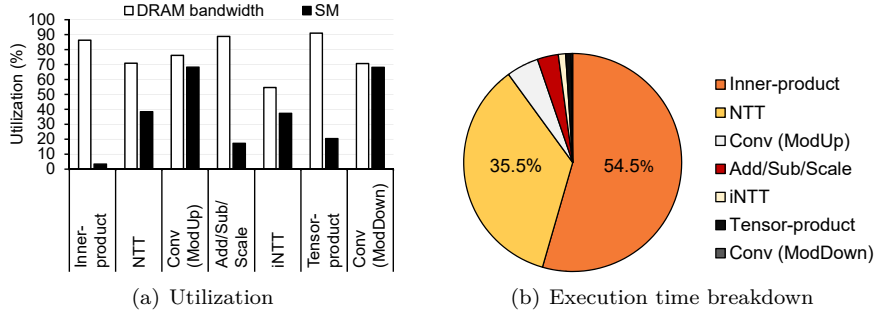 DRAM bandwidth
SM
Utilization (%)
100
90
80
70
60
50
40
30
20
10
0
Inner-
product
NTT
Conv
(ModUp)
Add/Sub/
Scale
iNTT
Tensor-
product
Conv
(ModDown)
(a) Utilization
35.5%
54.5%
Inner-product
NTT
Conv (ModUp)
Add/Sub/Scale
iNTT
Tensor-product
Conv (ModDown)
(b) Execution time breakdown